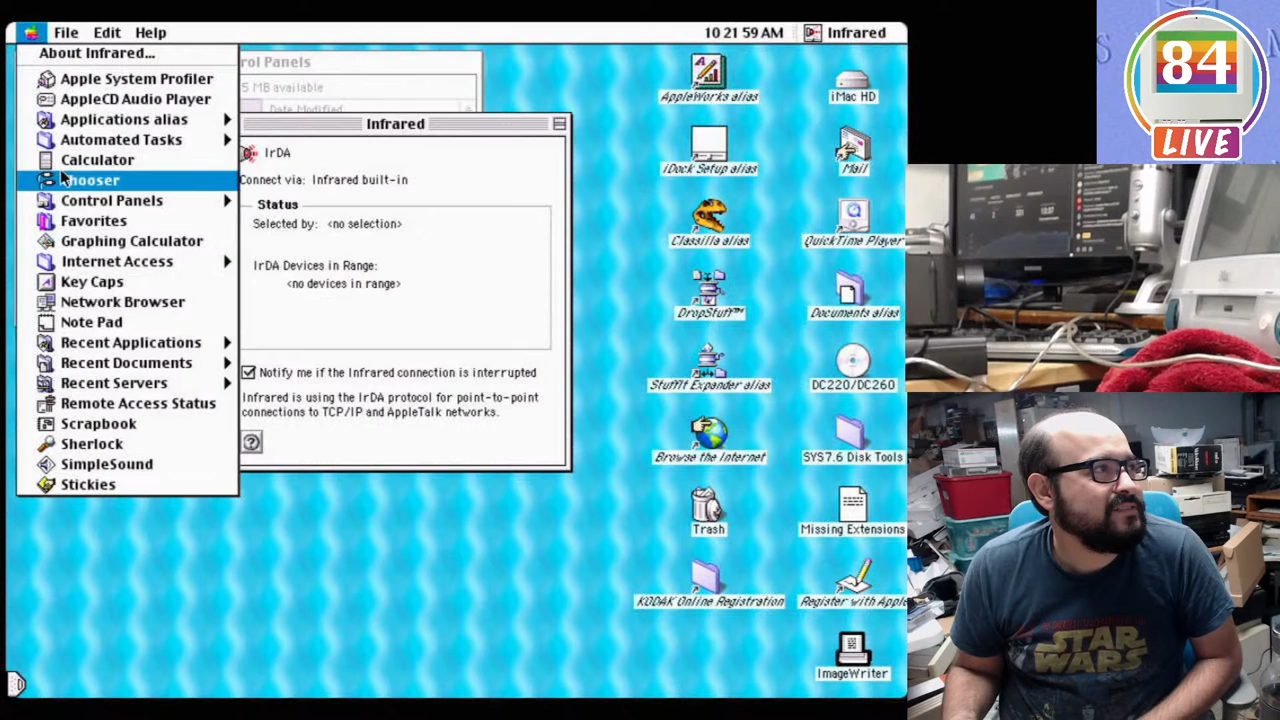 File Edit Help
10 21 59 AM
Infrared
About Infrared...
Apple System Profiler
AppleCD Audio Player
Applications alias
Automated Tasks
Calculator
hooser
Control Panels
Favorites
Graphing Calculator
Internet Access
Key Caps
Network Browser
Note Pad
Recent Applications
Recent Documents
Recent Servers
Remote Access Status
Scrapbook
Sherlock
SimpleSound
Stickies
rol Panels
5 MB available
Date Modified
Infrared
IrDA
Connect via: Infrared built-in
Status
Selected by: <no selection>
IrDA Devices in Range:
<no devices in range>
Notify me if the Infrared connection is interrupted
Infrared is using the IrDA protocol for point-to-point
connections to TCP/IP and AppleTalk networks.
?
AppleWorks alias
iMac HD
iDock Setup alias
Mail
Classilla alias
QuickTime Player
DropStuff™
Documents alias
StuffIt Expander alias
DC220/DC260
Browse the Internet
SYS7.6 Disk Tools
Trash
Missing Extensions
KODAK Online Registration
Register with Apple
ImageWriter
84
LIVE
STAR
WARS